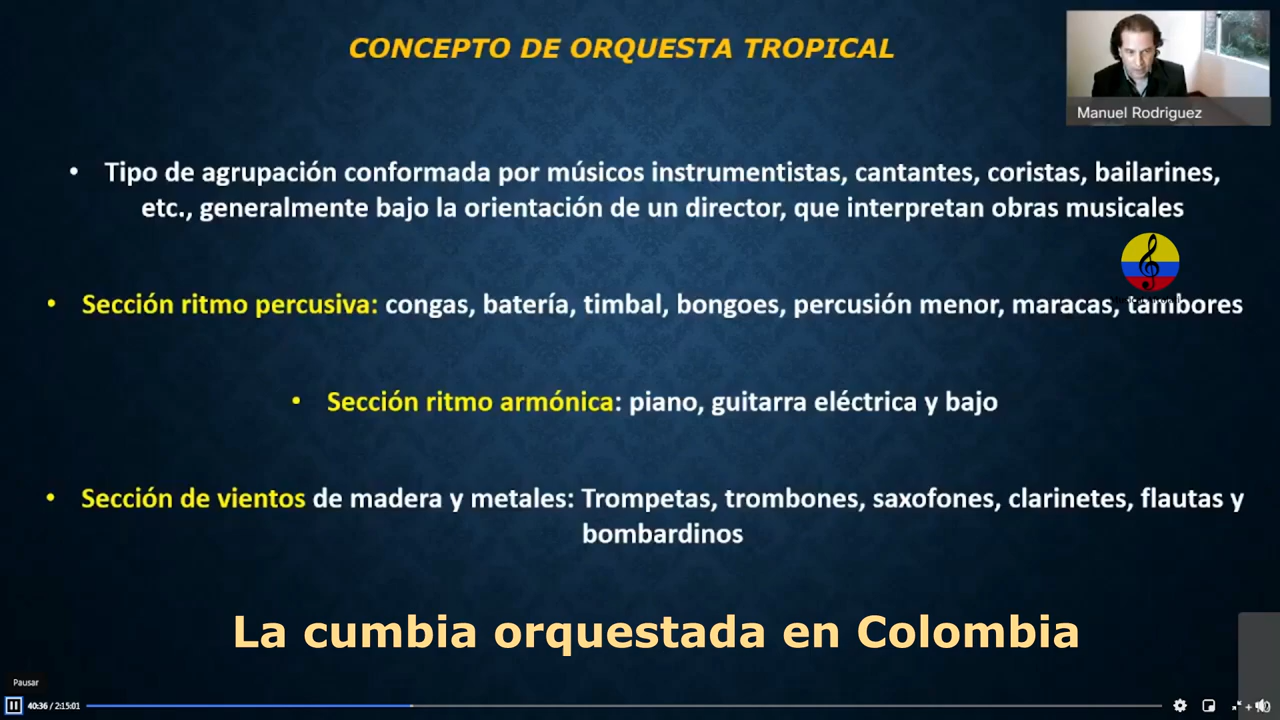 CONCEPTO DE ORQUESTA TROPICAL
Manuel Rodriguez
• Tipo de agrupación conformada por músicos instrumentistas, cantantes, coristas, bailarines,
etc., generalmente bajo la orientación de un director, que interpretan obras musicales
• Sección ritmo percusiva: congas, batería, timbal, bongoes, percusión menor, maracas, tambores
• Sección ritmo armónica: piano, guitarra eléctrica y bajo
• Sección de vientos de madera y metales: Trompetas, trombones, saxofones, clarinetes, flautas y
bombardinos
La cumbia orquestada en Colombia
Pausar
40:36 / 2:15:01